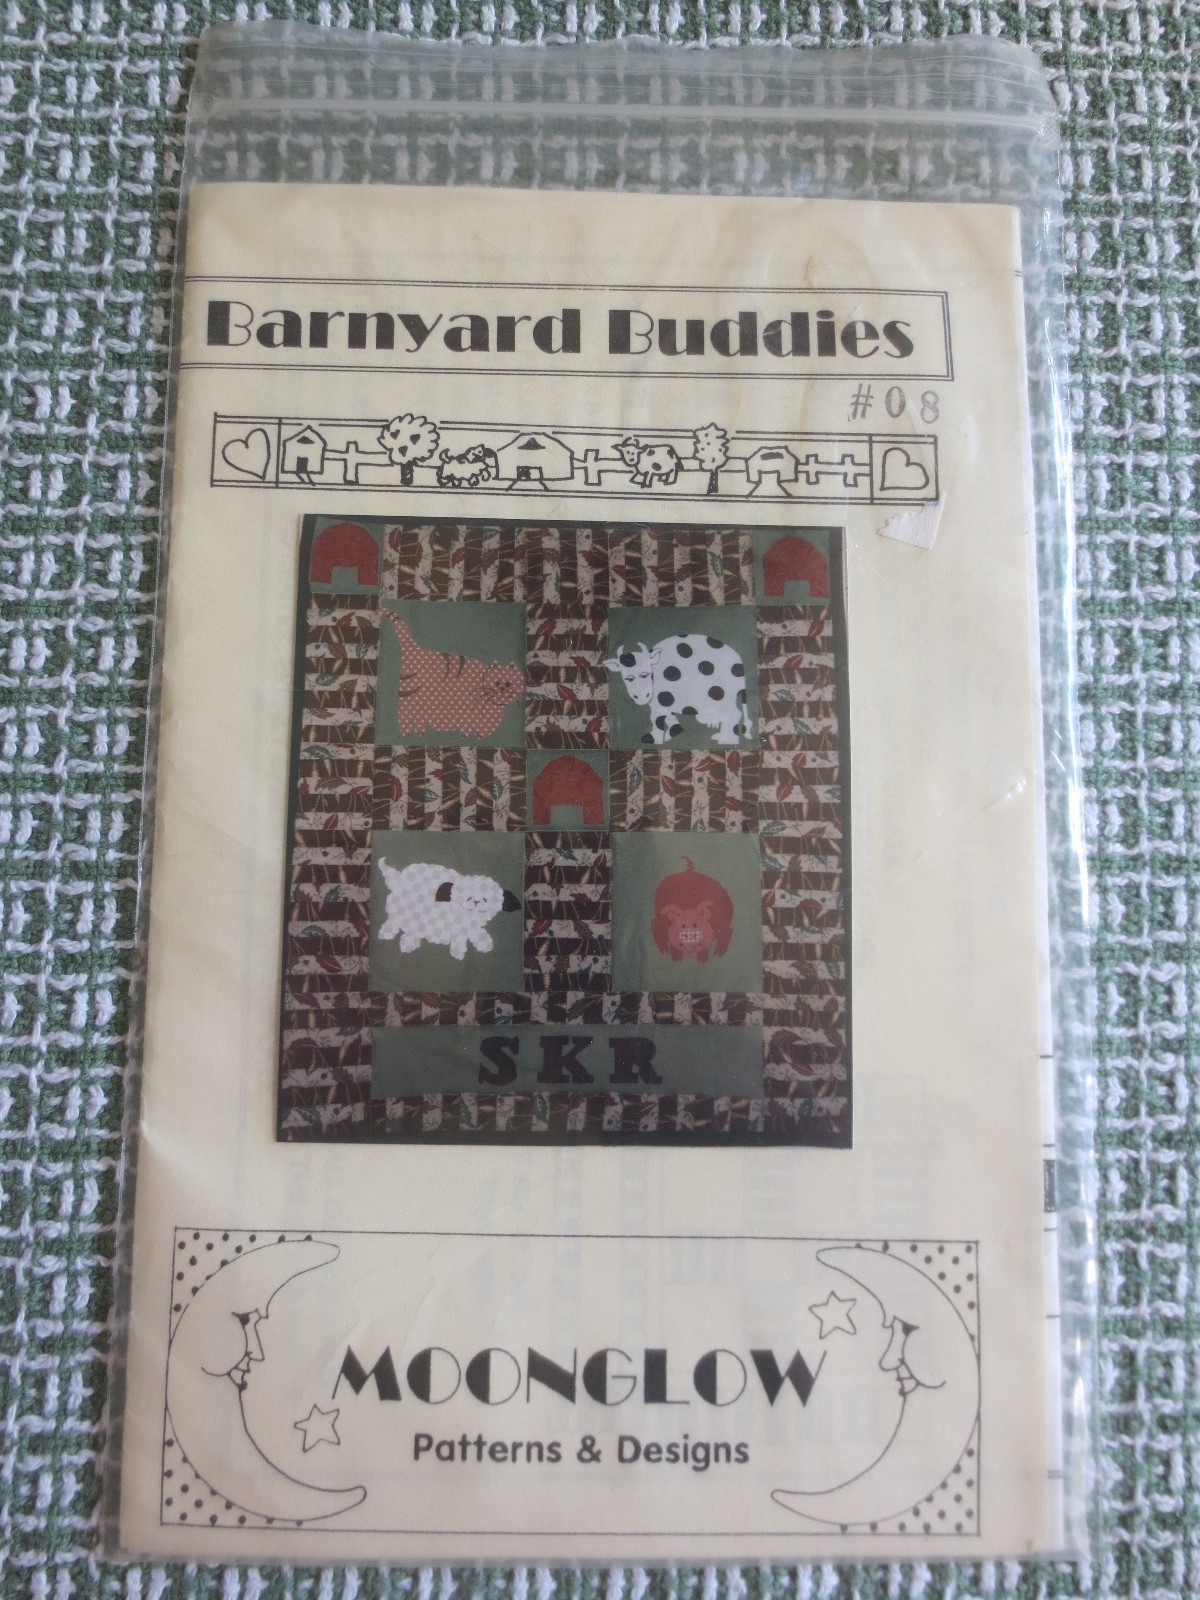 Barnyard Buddies
#08
SKR
MOONGLOW
Patterns & Designs